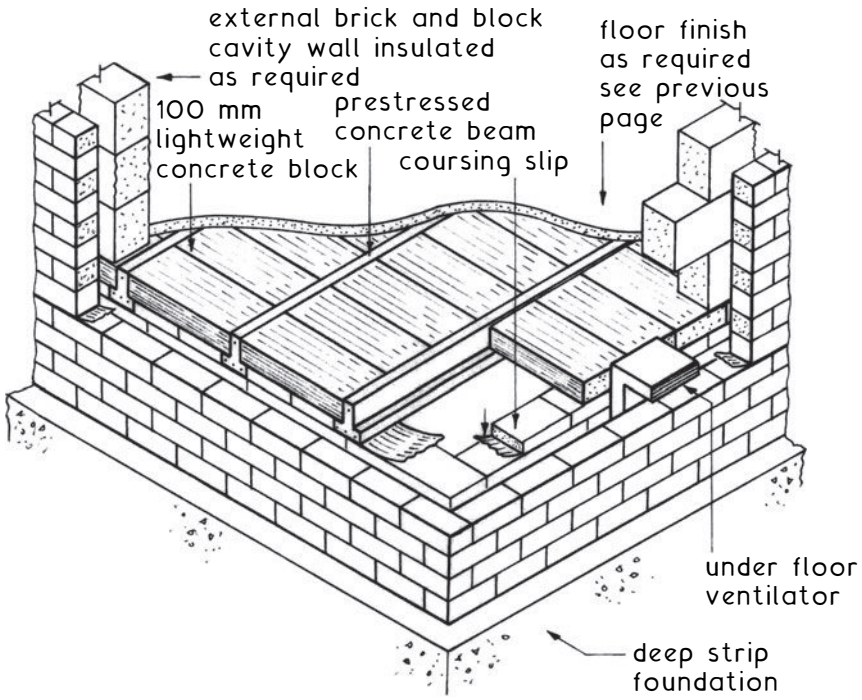 external brick and block
cavity wall insulated
as required
floor finish
as required
see previous
page
100 mm
lightweight
concrete block
prestressed
concrete beam
coursing slip
under floor
ventilator
deep strip
foundation